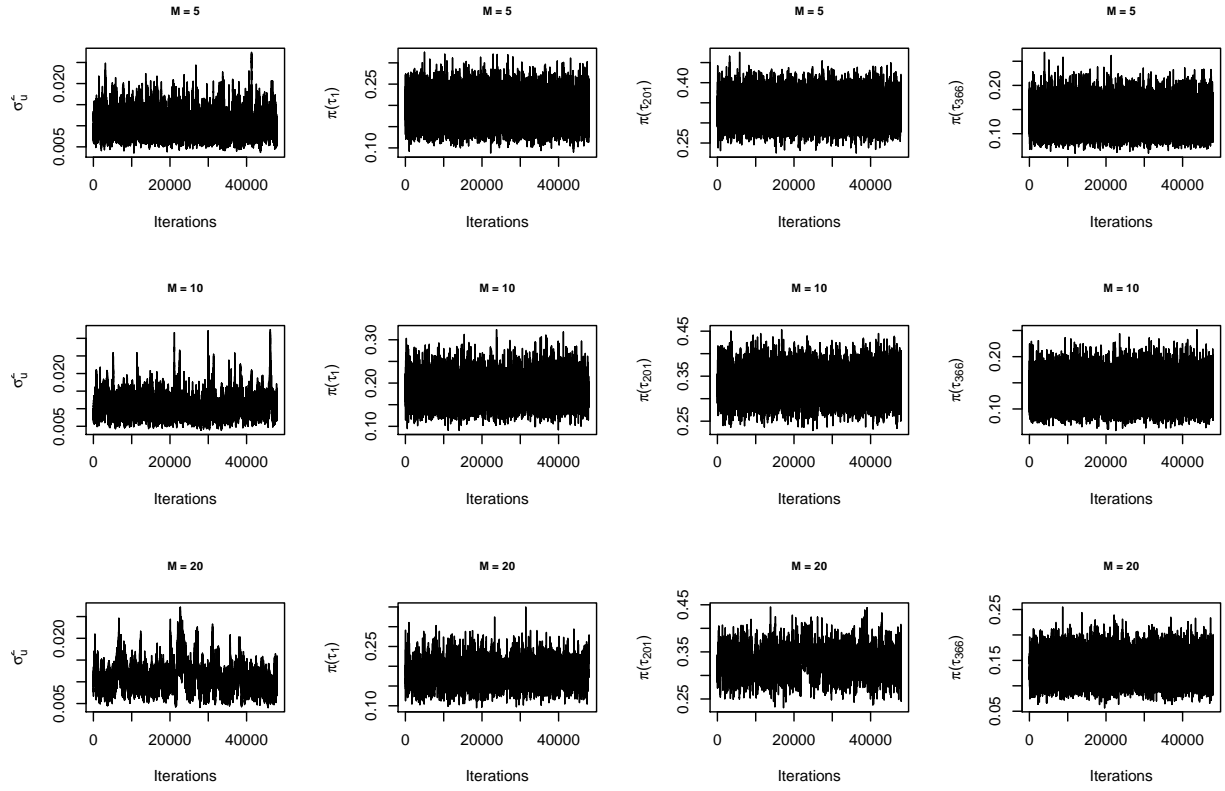 M = 5
M = 5
M = 5
M = 5
σ²ᵤ
0.005
0.020
0 20000 40000
Iterations
π(τ₁)
0.10
0.25
0 20000 40000
Iterations
π(τ₂₀₁)
0.25
0.40
0 20000 40000
Iterations
π(τ₃₆₆)
0.10
0.20
0 20000 40000
Iterations
M = 10
M = 10
M = 10
M = 10
σ²ᵤ
0.005
0.020
0 20000 40000
Iterations
π(τ₁)
0.10
0.20
0.30
0 20000 40000
Iterations
π(τ₂₀₁)
0.25
0.35
0.45
0 20000 40000
Iterations
π(τ₃₆₆)
0.10
0.20
0 20000 40000
Iterations
M = 20
M = 20
M = 20
M = 20
σ²ᵤ
0.005
0.020
0 20000 40000
Iterations
π(τ₁)
0.10
0.25
0 20000 40000
Iterations
π(τ₂₀₁)
0.25
0.35
0.45
0 20000 40000
Iterations
π(τ₃₆₆)
0.05
0.15
0.25
0 20000 40000
Iterations